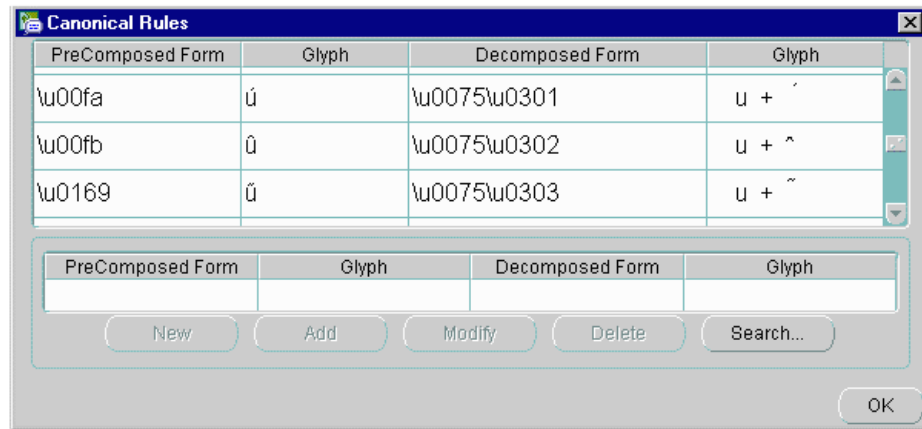 Canonical Rules
PreComposed Form Glyph Decomposed Form Glyph
\u00fa ú \u0075\u0301 u + ´
\u00fb û \u0075\u0302 u + ^
\u0169 ũ \u0075\u0303 u + ˜
PreComposed Form Glyph Decomposed Form Glyph
New Add Modify Delete Search...
OK